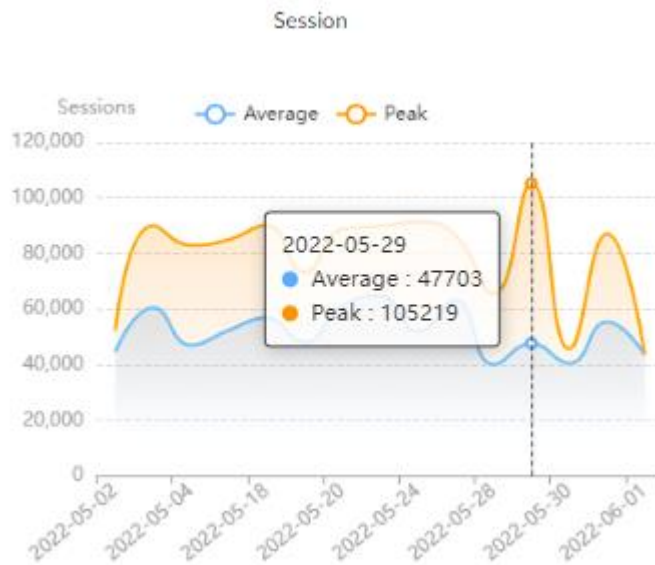 Session
Sessions
Average
Peak
120,000
100,000
80,000
60,000
40,000
20,000
0
2022-05-29
Average : 47703
Peak : 105219
2022-05-02
2022-05-04
2022-05-18
2022-05-20
2022-05-24
2022-05-28
2022-05-30
2022-06-01